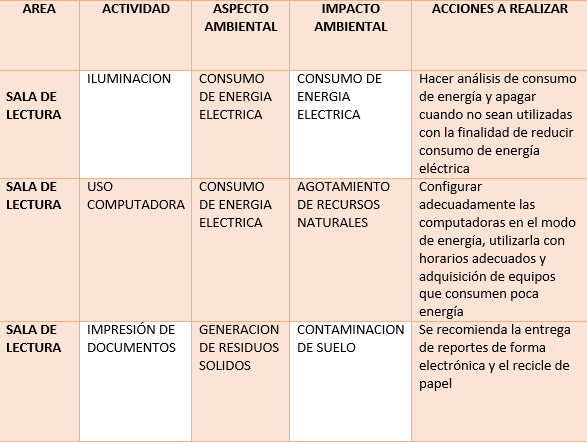 AREA
ACTIVIDAD
ASPECTO
AMBIENTAL
IMPACTO
AMBIENTAL
ACCIONES A REALIZAR
SALA DE
LECTURA
ILUMINACION
CONSUMO
DE ENERGIA
ELECTRICA
CONSUMO DE
ENERGIA
ELECTRICA
Hacer análisis de consumo
de energía y apagar
cuando no sean utilizadas
con la finalidad de reducir
consumo de energía
eléctrica
SALA DE
LECTURA
USO
COMPUTADORA
CONSUMO
DE ENERGIA
ELECTRICA
AGOTAMIENTO
DE RECURSOS
NATURALES
Configurar
adecuadamente las
computadoras en el modo
de energía, utilizarla con
horarios adecuados y
adquisición de equipos
que consumen poca
energía
SALA DE
LECTURA
IMPRESIÓN DE
DOCUMENTOS
GENERACION
DE RESIDUOS
SOLIDOS
CONTAMINACION
DE SUELO
Se recomienda la entrega
de reportes de forma
electrónica y el recicle de
papel